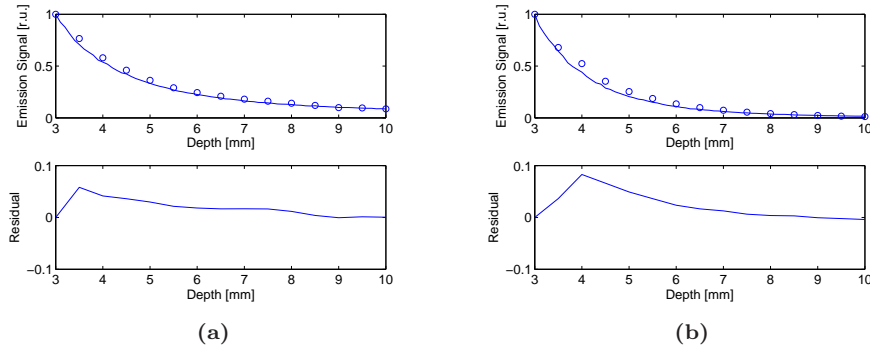 Emission Signal [r.u.]
1
0.5
0
3 4 5 6 7 8 9 10
Depth [mm]
Residual
0.1
0
−0.1
3 4 5 6 7 8 9 10
Depth [mm]
(a)
Emission Signal [r.u.]
1
0.5
0
3 4 5 6 7 8 9 10
Depth [mm]
Residual
0.1
0
−0.1
3 4 5 6 7 8 9 10
Depth [mm]
(b)